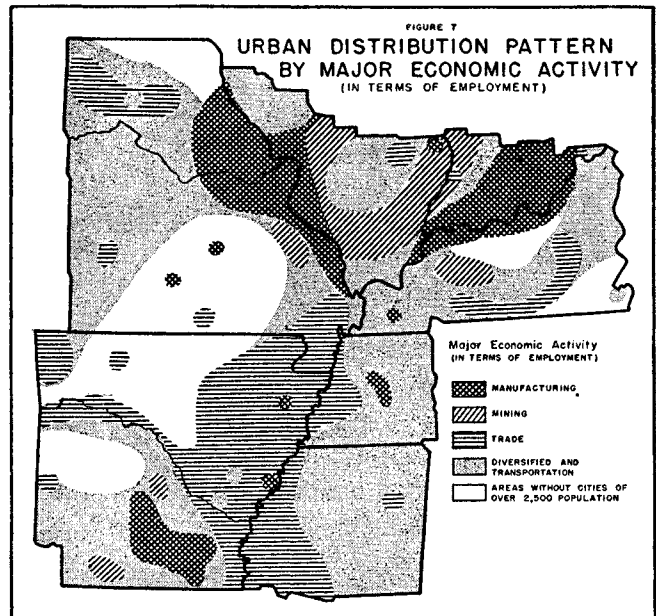 FIGURE 7
URBAN DISTRIBUTION PATTERN
BY MAJOR ECONOMIC ACTIVITY
(IN TERMS OF EMPLOYMENT)
Major Economic Activity
(IN TERMS OF EMPLOYMENT)
MANUFACTURING
MINING
TRADE
DIVERSIFIED AND
TRANSPORTATION
AREAS WITHOUT CITIES OF
OVER 2,500 POPULATION